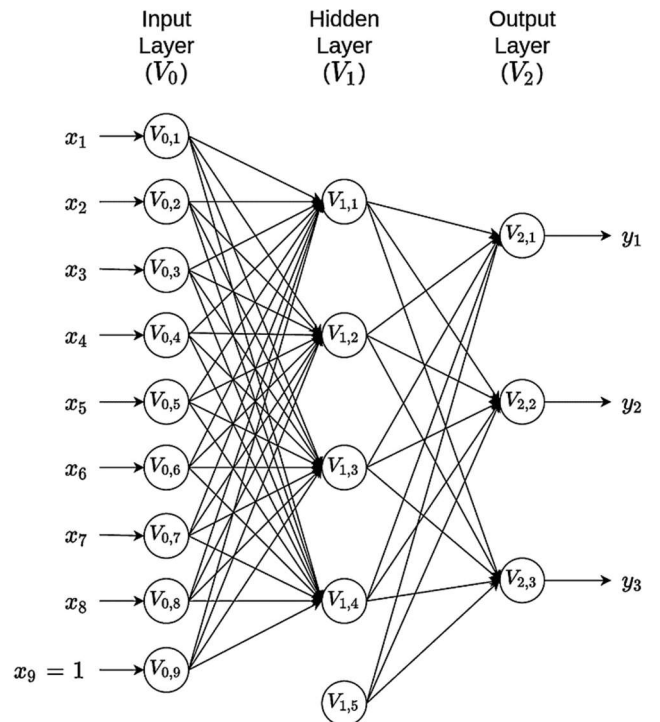 Input
Layer
(V₀)
Hidden
Layer
(V₁)
Output
Layer
(V₂)
x₁
V₀,₁
x₂
V₀,₂
x₃
V₀,₃
x₄
V₀,₄
x₅
V₀,₅
x₆
V₀,₆
x₇
V₀,₇
x₈
V₀,₈
x₉ = 1
V₀,₉
V₁,₁
V₁,₂
V₁,₃
V₁,₄
V₁,₅
V₂,₁
y₁
V₂,₂
y₂
V₂,₃
y₃